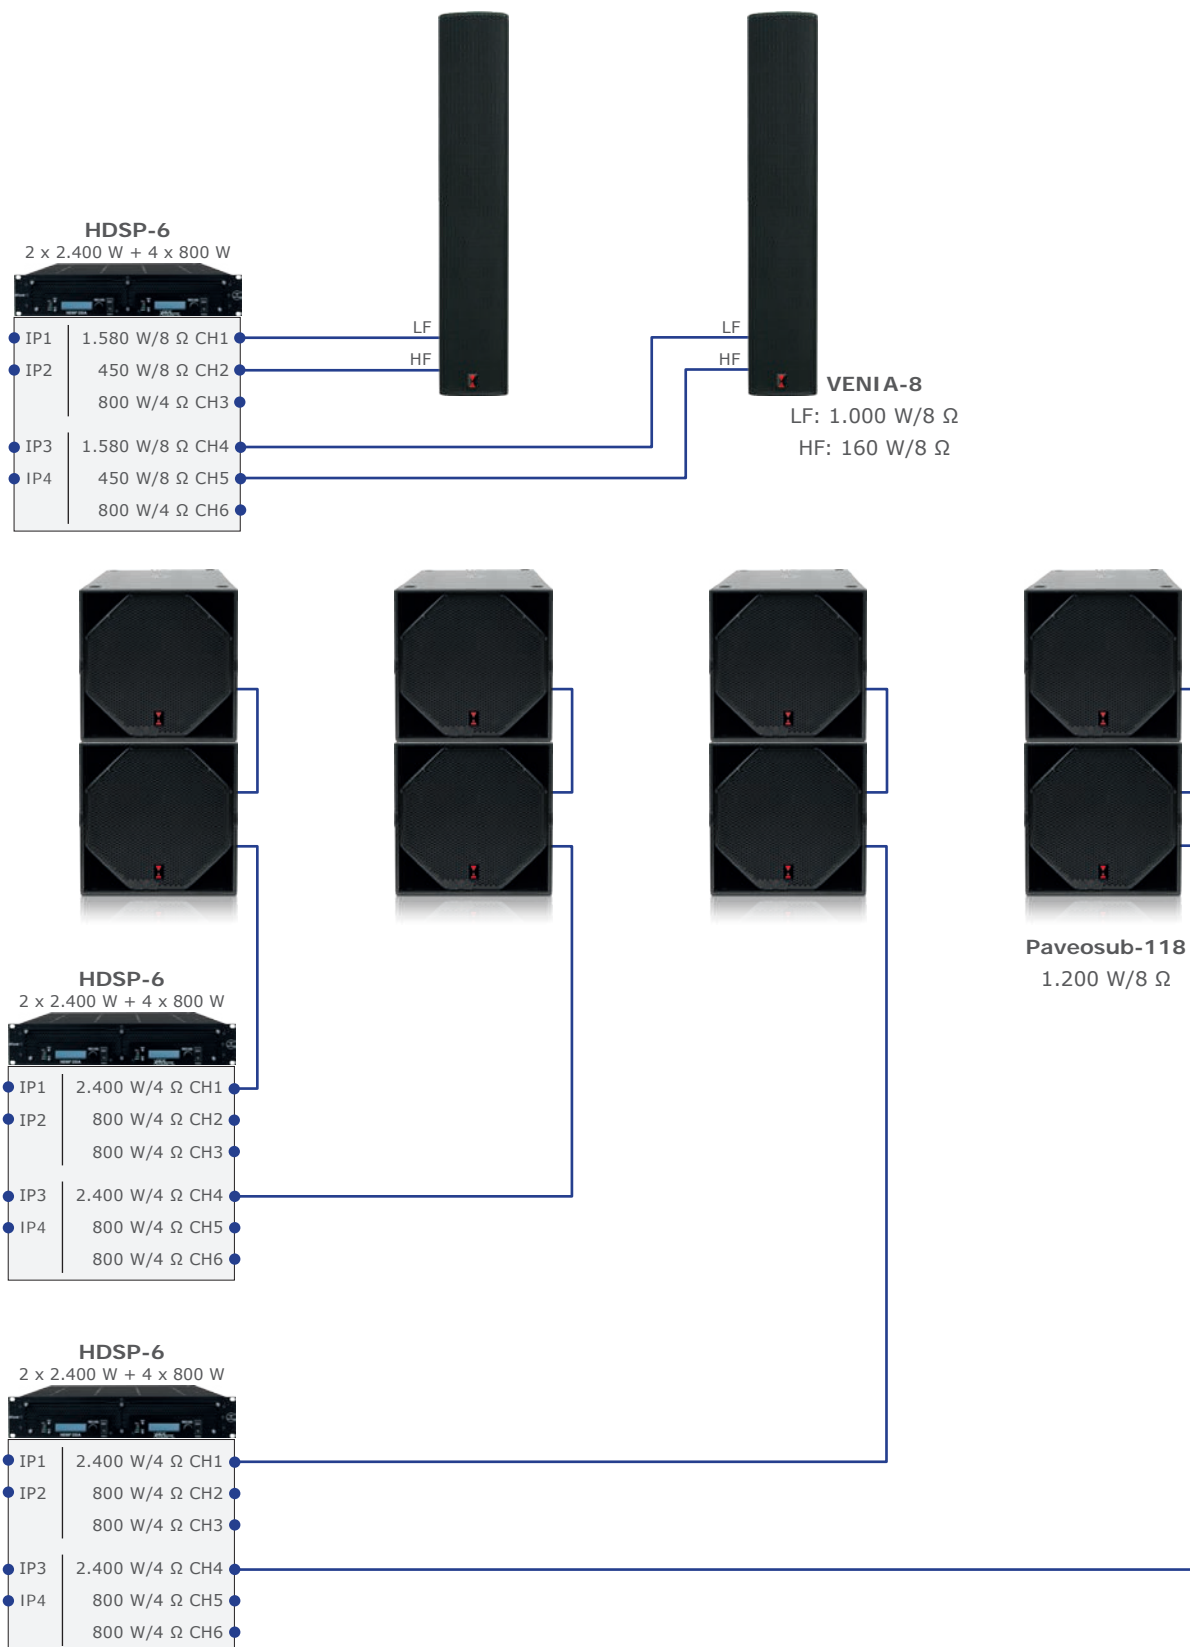 HDSP-6
2 x 2.400 W + 4 x 800 W
IP1 1.580 W/8 Ω CH1
IP2 450 W/8 Ω CH2
800 W/4 Ω CH3
IP3 1.580 W/8 Ω CH4
IP4 450 W/8 Ω CH5
800 W/4 Ω CH6
LF
HF
LF
HF
VENIA-8
LF: 1.000 W/8 Ω
HF: 160 W/8 Ω
Paveosub-118
1.200 W/8 Ω
HDSP-6
2 x 2.400 W + 4 x 800 W
IP1 2.400 W/4 Ω CH1
IP2 800 W/4 Ω CH2
800 W/4 Ω CH3
IP3 2.400 W/4 Ω CH4
IP4 800 W/4 Ω CH5
800 W/4 Ω CH6
HDSP-6
2 x 2.400 W + 4 x 800 W
IP1 2.400 W/4 Ω CH1
IP2 800 W/4 Ω CH2
800 W/4 Ω CH3
IP3 2.400 W/4 Ω CH4
IP4 800 W/4 Ω CH5
800 W/4 Ω CH6